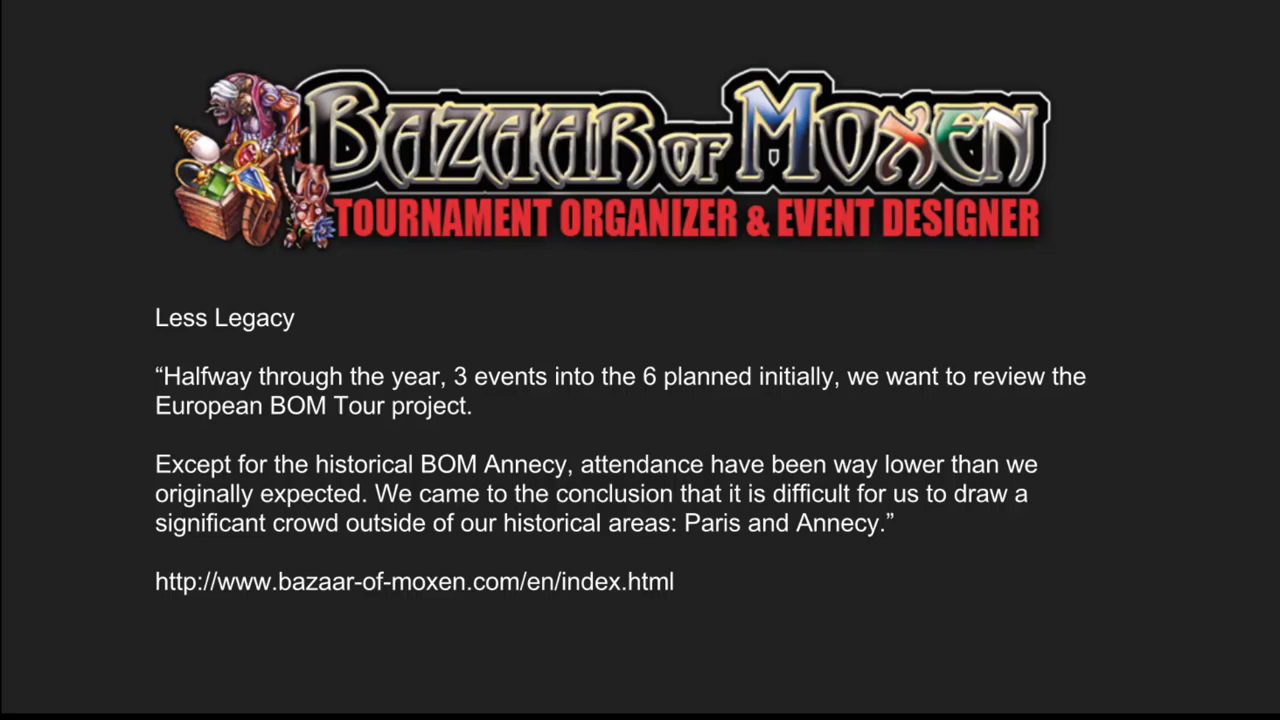 BAZAAR OF MOXEN
TOURNAMENT ORGANIZER & EVENT DESIGNER
Less Legacy
“Halfway through the year, 3 events into the 6 planned initially, we want to review the
European BOM Tour project.
Except for the historical BOM Annecy, attendance have been way lower than we
originally expected. We came to the conclusion that it is difficult for us to draw a
significant crowd outside of our historical areas: Paris and Annecy.”
http://www.bazaar-of-moxen.com/en/index.html